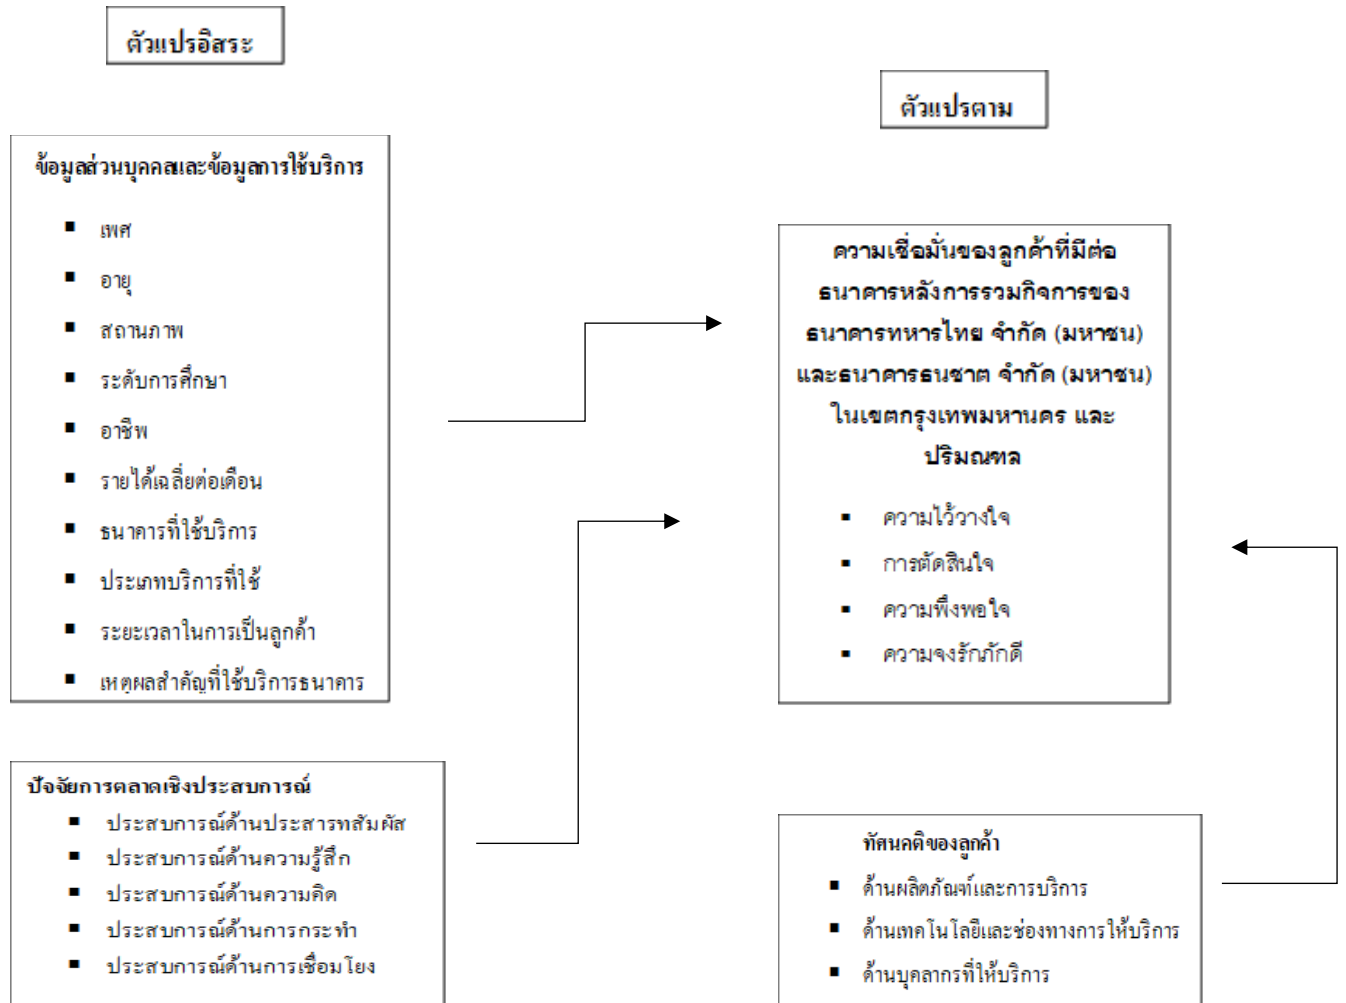 ตัวแปรอิสระ
ตัวแปรตาม
ข้อมูลส่วนบุคคลและข้อมูลการใช้บริการ
▪ เพศ
▪ อายุ
▪ สถานภาพ
▪ ระดับการศึกษา
▪ อาชีพ
▪ รายได้เฉลี่ยต่อเดือน
▪ ธนาคารที่ใช้บริการ
▪ ประเภทบริการที่ใช้
▪ ระยะเวลาในการเป็นลูกค้า
▪ เหตุผลสำคัญที่ใช้บริการธนาคาร
ความเชื่อมั่นของลูกค้าที่มีต่อ
ธนาคารหลังการรวมกิจการของ
ธนาคารทหารไทย จำกัด (มหาชน)
และธนาคารธนชาต จำกัด (มหาชน)
ในเขตกรุงเทพมหานคร และ
ปริมณฑล
▪ ความไว้วางใจ
▪ การตัดสินใจ
▪ ความพึงพอใจ
▪ ความจงรักภักดี
ปัจจัยการตลาดเชิงประสบการณ์
▪ ประสบการณ์ด้านประสาทสัมผัส
▪ ประสบการณ์ด้านความรู้สึก
▪ ประสบการณ์ด้านความคิด
▪ ประสบการณ์ด้านการกระทำ
▪ ประสบการณ์ด้านการเชื่อมโยง
ทัศนคติของลูกค้า
▪ ด้านผลิตภัณฑ์และการบริการ
▪ ด้านเทคโนโลยีและช่องทางการให้บริการ
▪ ด้านบุคลากรที่ให้บริการ